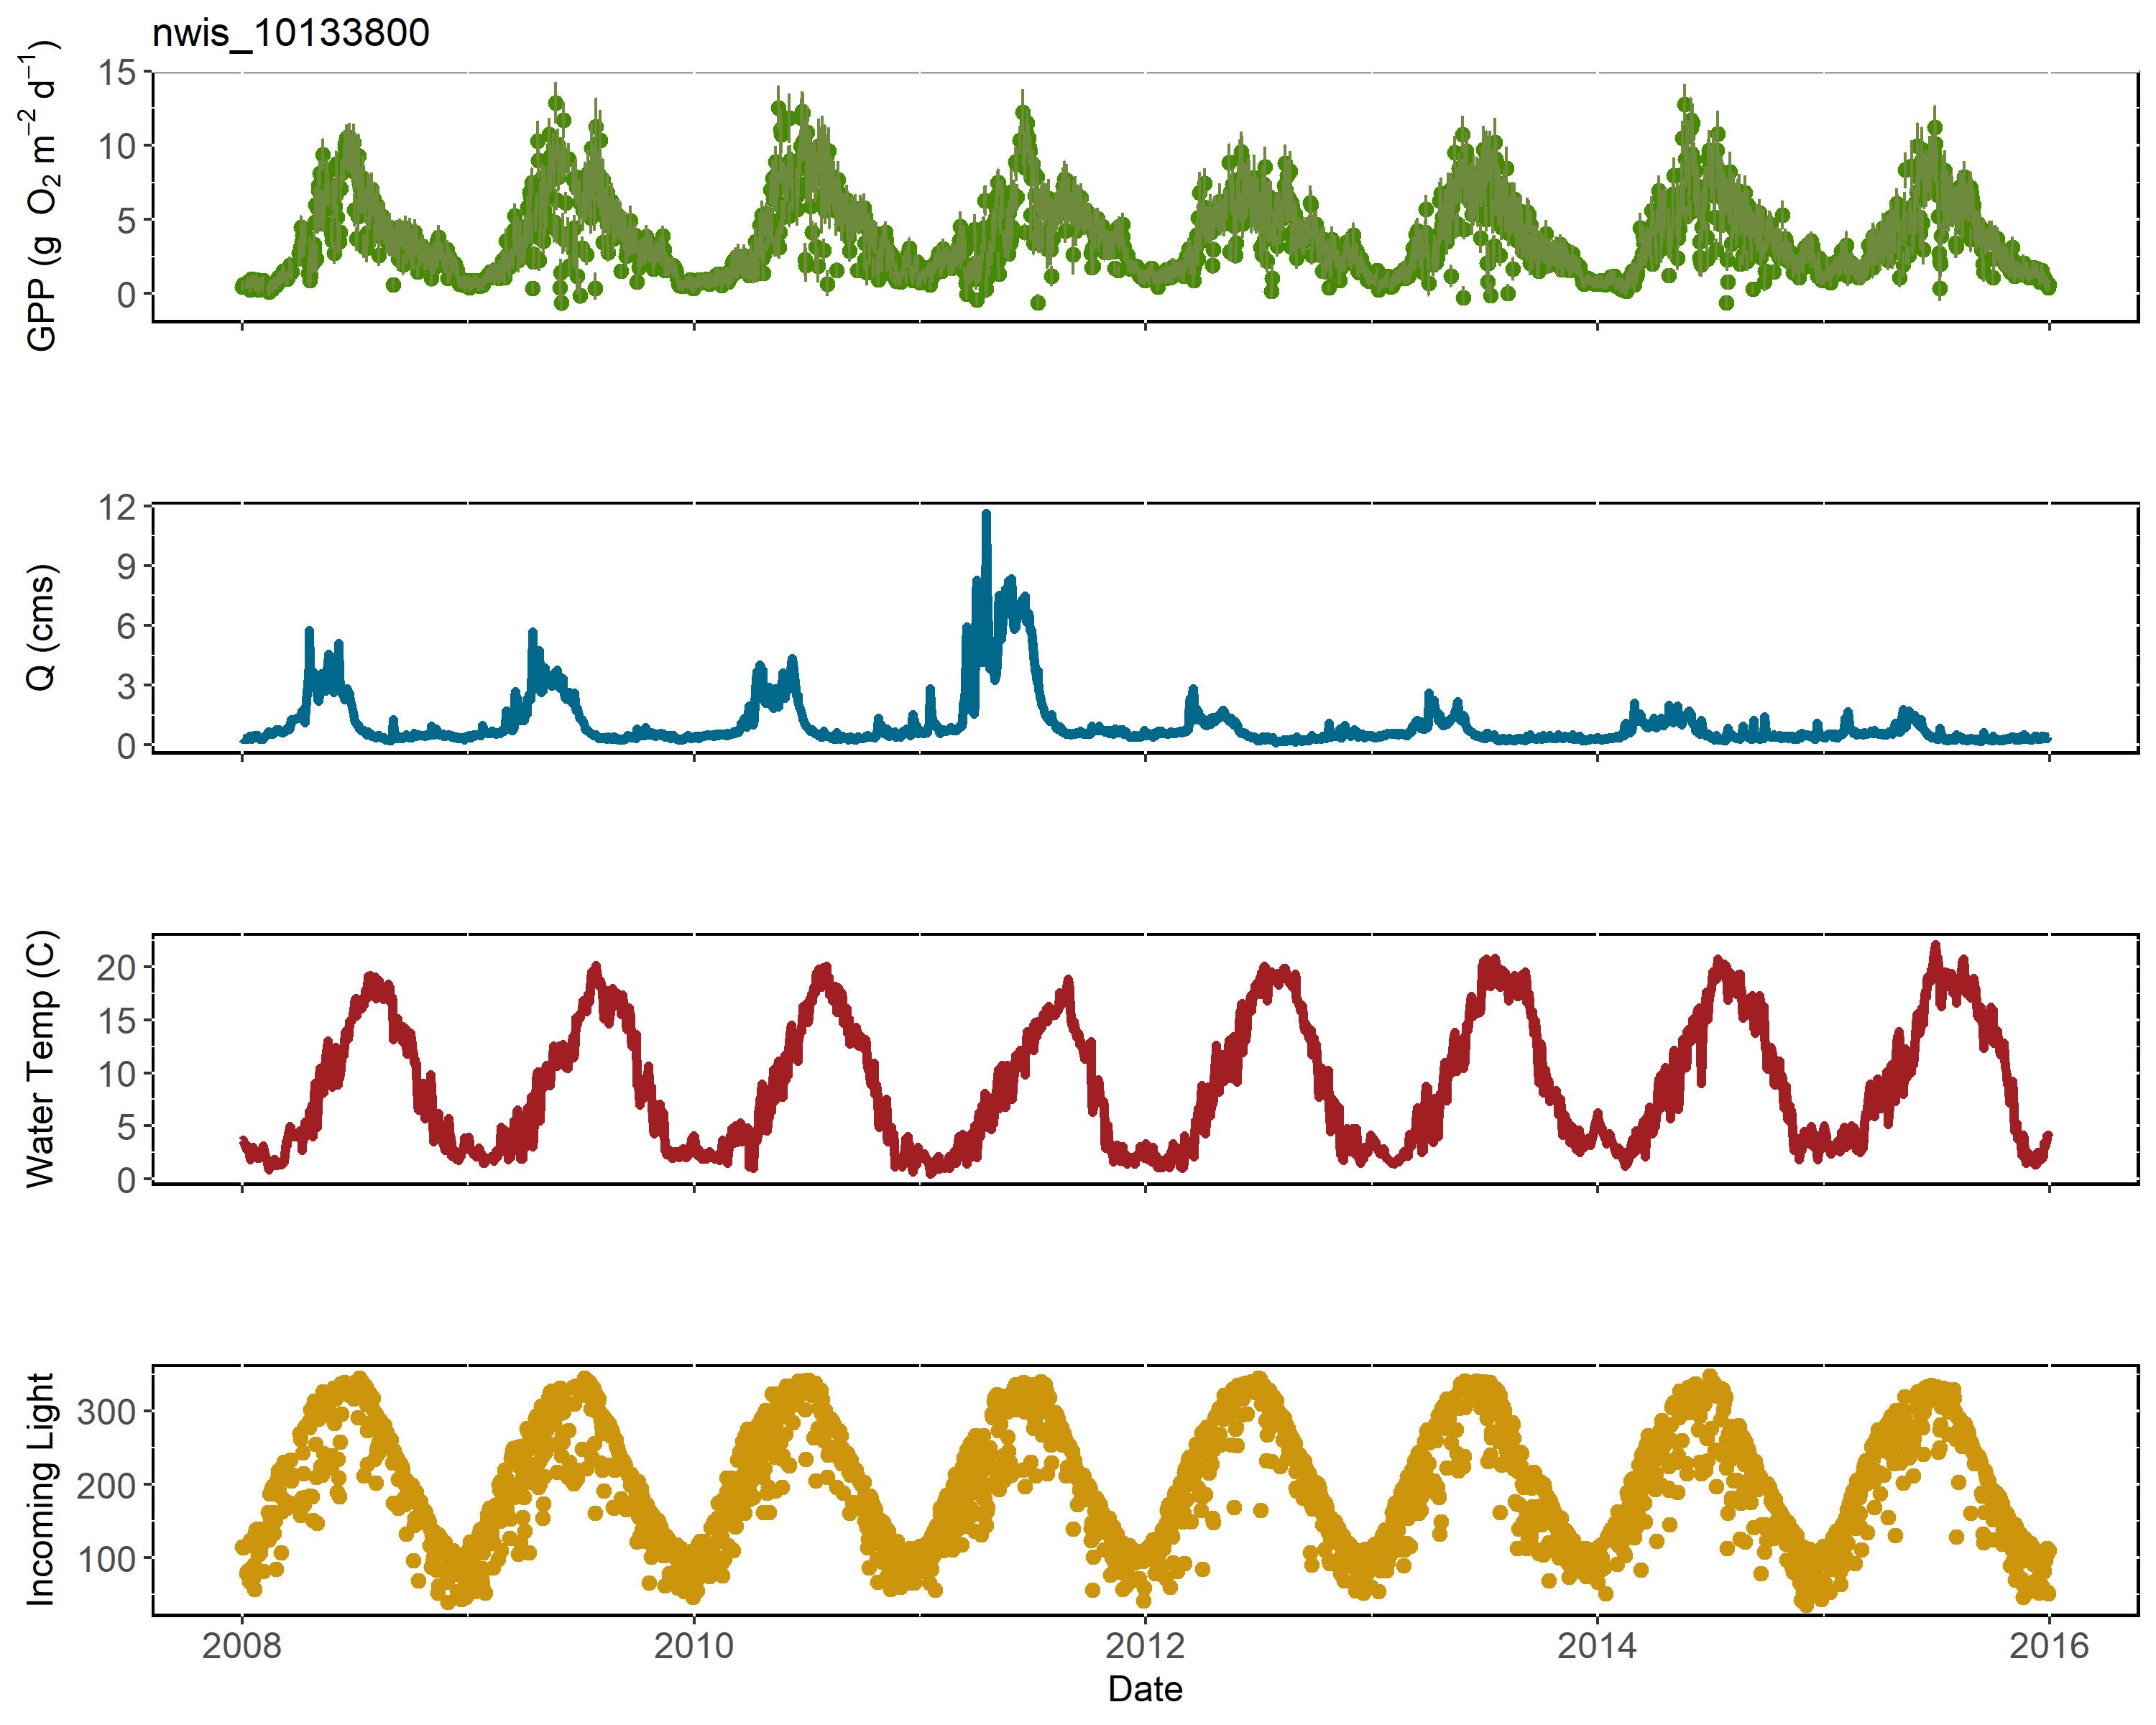 nwis_10133800
GPP (g O₂ m⁻² d⁻¹)
15
10
5
0
Q (cms)
12
9
6
3
0
Water Temp (C)
20
15
10
5
0
Incoming Light
300
200
100
2008 2010 2012 2014 2016
Date